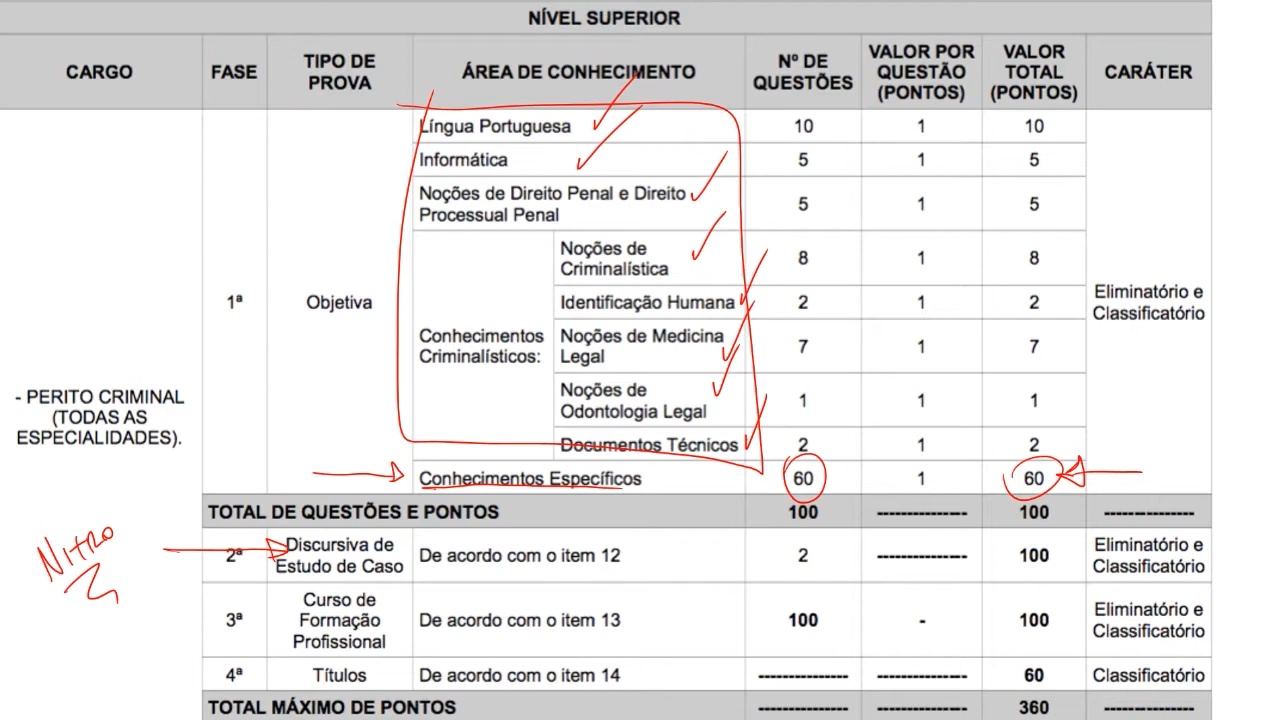 NÍVEL SUPERIOR
CARGO FASE TIPO DE PROVA ÁREA DE CONHECIMENTO Nº DE QUESTÕES VALOR POR QUESTÃO (PONTOS) VALOR TOTAL (PONTOS) CARÁTER
- PERITO CRIMINAL
(TODAS AS
ESPECIALIDADES).
1ª Objetiva
Língua Portuguesa 10 1 10
Informática 5 1 5
Noções de Direito Penal e Direito
Processual Penal 5 1 5
Conhecimentos
Criminalísticos:
Noções de
Criminalística 8 1 8
Identificação Humana 2 1 2
Noções de Medicina
Legal 7 1 7
Noções de
Odontologia Legal 1 1 1
Documentos Técnicos 2 1 2
Conhecimentos Específicos 60 1 60
Eliminatório e
Classificatório
TOTAL DE QUESTÕES E PONTOS 100 -------------- 100 --------------
NITRO
2ª Discursiva de
Estudo de Caso De acordo com o item 12 2 -------------- 100 Eliminatório e
Classificatório
3ª Curso de
Formação
Profissional De acordo com o item 13 100 - 100 Eliminatório e
Classificatório
4ª Títulos De acordo com o item 14 -------------- -------------- 60 Classificatório
TOTAL MÁXIMO DE PONTOS -------------- -------------- 360 --------------